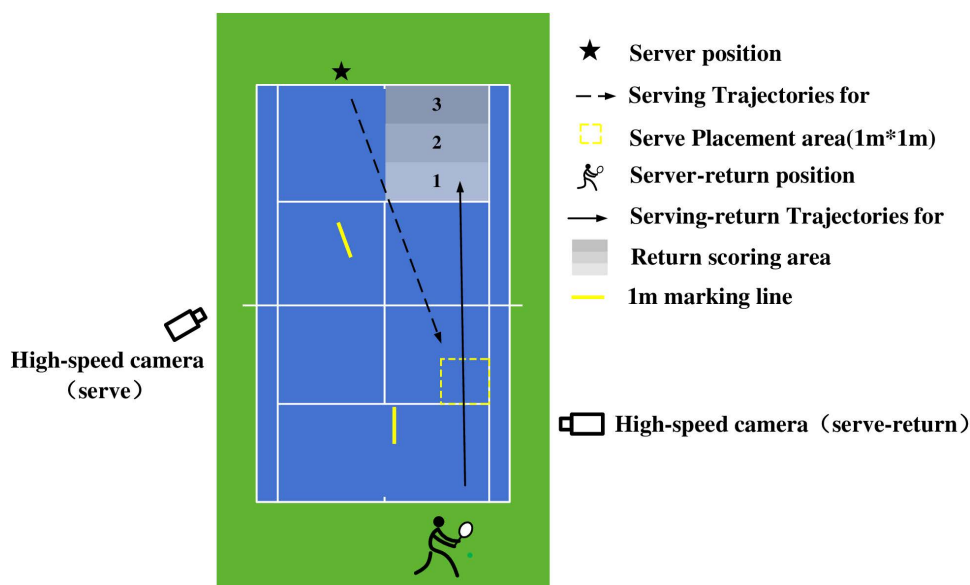 3
2
1
High-speed camera
（serve）
Server position
Serving Trajectories for
Serve Placement area(1m*1m)
Server-return position
Serving-return Trajectories for
Return scoring area
1m marking line
High-speed camera（serve-return）